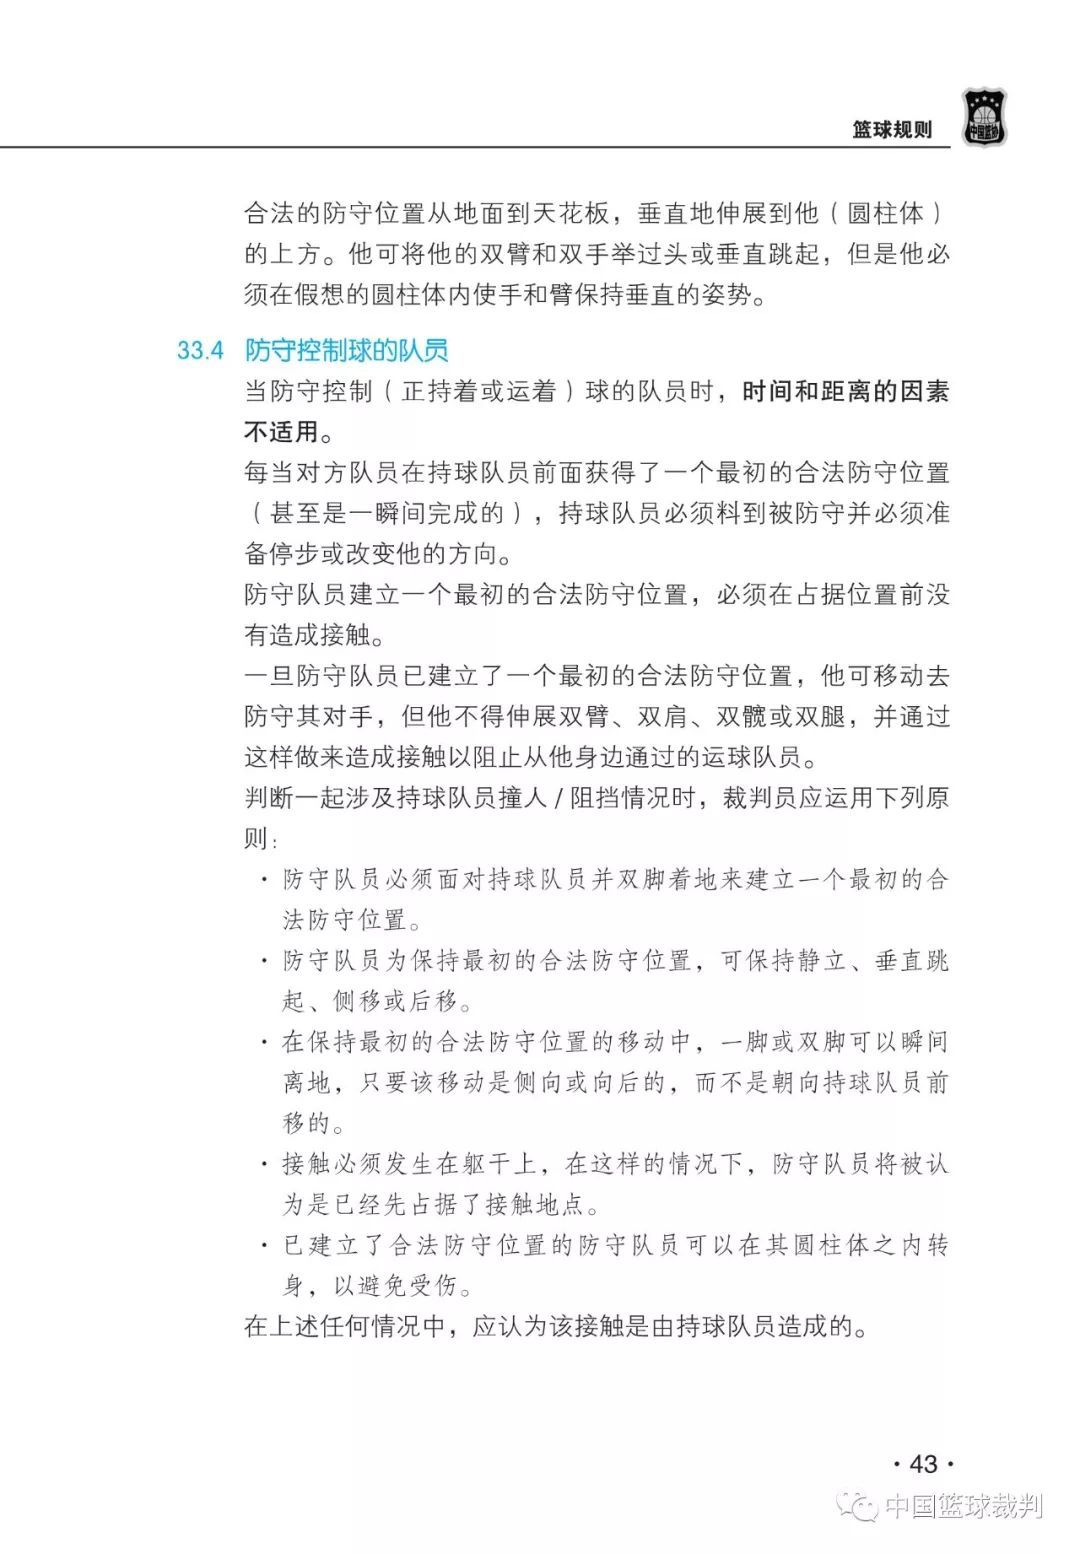 篮球规则
中国篮协
合法的防守位置从地面到天花板，垂直地伸展到他（圆柱体）
的上方。他可将他的双臂和双手举过头或垂直跳起，但是他必
须在假想的圆柱体内使手和臂保持垂直的姿势。
33.4 防守控制球的队员
当防守控制（正持着或运着）球的队员时，时间和距离的因素
不适用。
每当对方队员在持球队员前面获得了一个最初的合法防守位置
（甚至是一瞬间完成的），持球队员必须料到被防守并必须准
备停步或改变他的方向。
防守队员建立一个最初的合法防守位置，必须在占据位置前没
有造成接触。
一旦防守队员已建立了一个最初的合法防守位置，他可移动去
防守其对手，但他不得伸展双臂、双肩、双髋或双腿，并通过
这样做来造成接触以阻止从他身边通过的运球队员。
判断一起涉及持球队员撞人/阻挡情况时，裁判员应运用下列原
则：
·防守队员必须面对持球队员并双脚着地来建立一个最初的合
法防守位置。
·防守队员为保持最初的合法防守位置，可保持静立、垂直跳
起、侧移或后移。
·在保持最初的合法防守位置的移动中，一脚或双脚可以瞬间
离地，只要该移动是侧向或向后的，而不是朝向持球队员前
移的。
·接触必须发生在躯干上，在这样的情况下，防守队员将被认
为是已经先占据了接触地点。
·已建立了合法防守位置的防守队员可以在其圆柱体之内转
身，以避免受伤。
在上述任何情况中，应认为该接触是由持球队员造成的。
·43·
中国篮球裁判